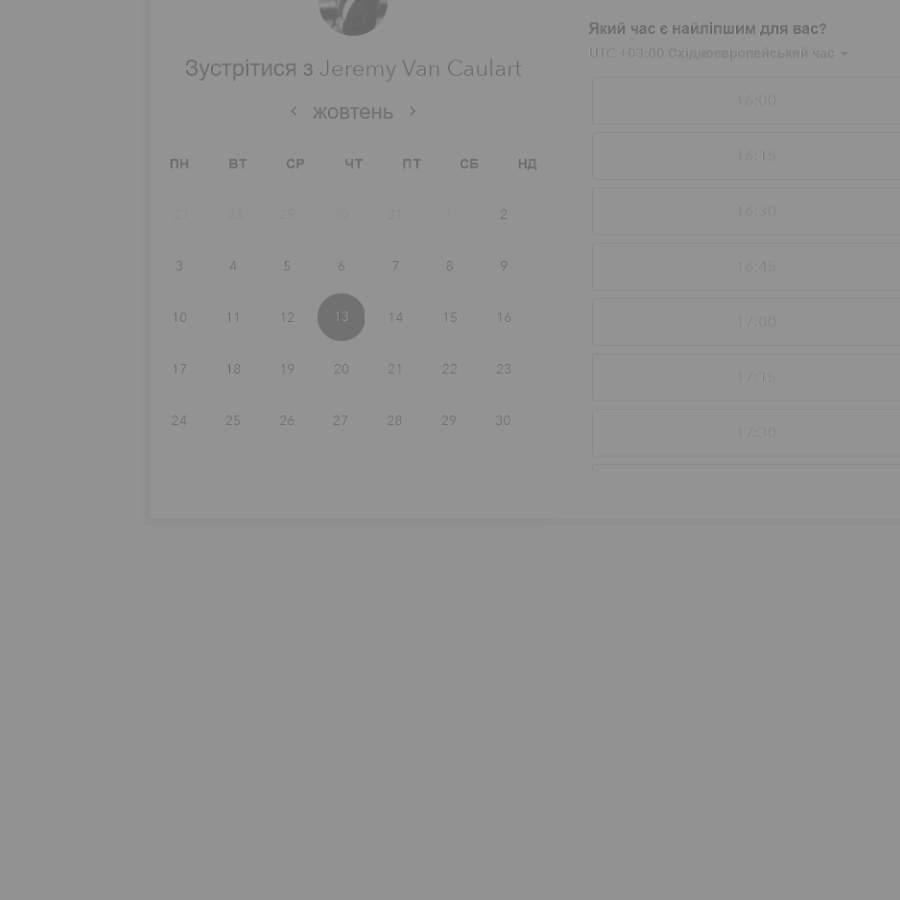 Зустрітися з Jeremy Van Caulart
жовтень
ПН ВТ СР ЧТ ПТ СБ НД
27 28 29 30 31 1 2
3 4 5 6 7 8 9
10 11 12 13 14 15 16
17 18 19 20 21 22 23
24 25 26 27 28 29 30
Який час є найліпшим для вас?
UTC +03:00 Східноєвропейський час
16:00
16:15
16:30
16:45
17:00
17:15
17:30